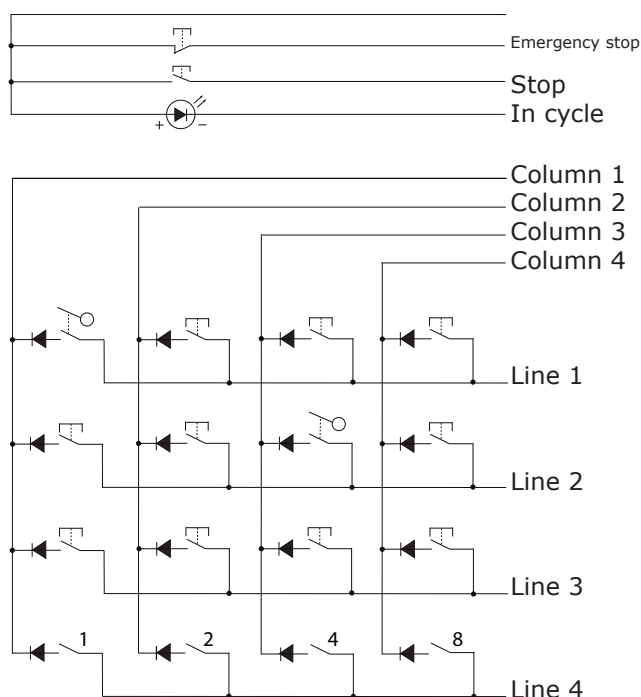 Emergency stop
Stop
In cycle
+ −
Column 1
Column 2
Column 3
Column 4
Line 1
Line 2
Line 3
1 2 4 8
Line 4